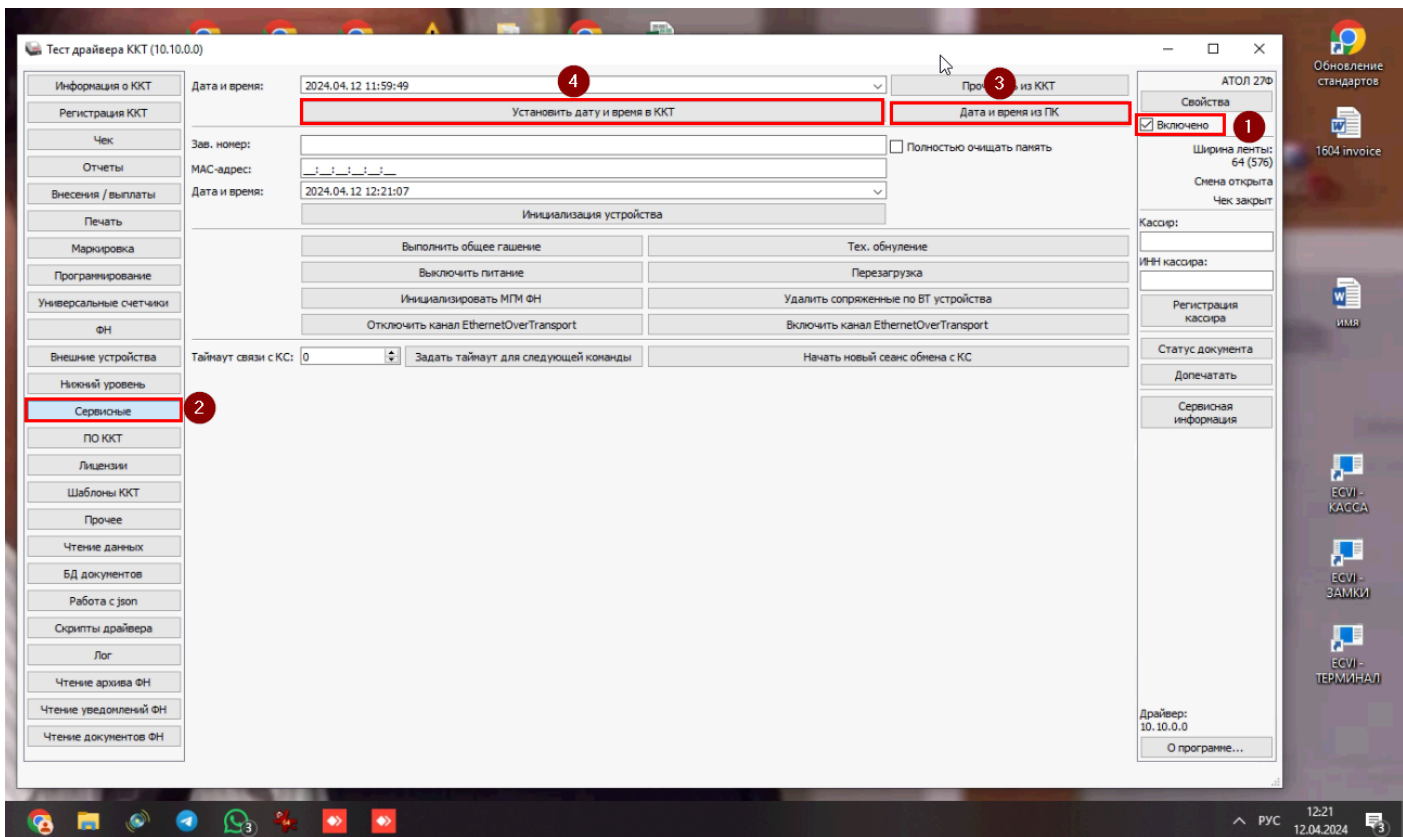 Тест драйвера ККТ (10.10.0.0)
Информация о ККТ
Регистрация ККТ
Чек
Отчеты
Внесения / выплаты
Печать
Маркировка
Программирование
Универсальные счетчики
ФН
Внешние устройства
Нижний уровень
Сервисные
2
ПО ККТ
Лицензии
Шаблоны ККТ
Прочее
Чтение данных
БД документов
Работа с json
Скрипты драйвера
Лог
Чтение архива ФН
Чтение уведомлений ФН
Чтение документов ФН
Дата и время: 2024.04.12 11:59:49
4
3
из ККТ
Установить дату и время в ККТ
Дата и время из ПК
Зав. номер:
Полностью очищать память
MAC-адрес: __:__:__:__:__:__
Дата и время: 2024.04.12 12:21:07
Инициализация устройства
Выполнить общее гашение
Тех. обнуление
Выключить питание
Перезагрузка
Инициализировать МГМ ФН
Удалить сопряженные по BT устройства
Отключить канал EthernetOverTransport
Включить канал EthernetOverTransport
Таймаут связи с КС: 0
Задать таймаут для следующей команды
Начать новый сеанс обмена с КС
АТОЛ 27Ф
Свойства
Включено
1
Ширина ленты:
64 (576)
Смена открыта
Чек закрыт
Кассир:
ИНН кассира:
Регистрация
кассира
Статус документа
Допечатать
Сервисная
информация
Драйвер:
10.10.0.0
О программе...
Обновление
стандартов
1604 invoice
имя
ECVI -
КАССА
ECVI -
ЗАМКИ
ECVI -
ТЕРМИНАЛ
3
РУС
12:21
12.04.2024
3